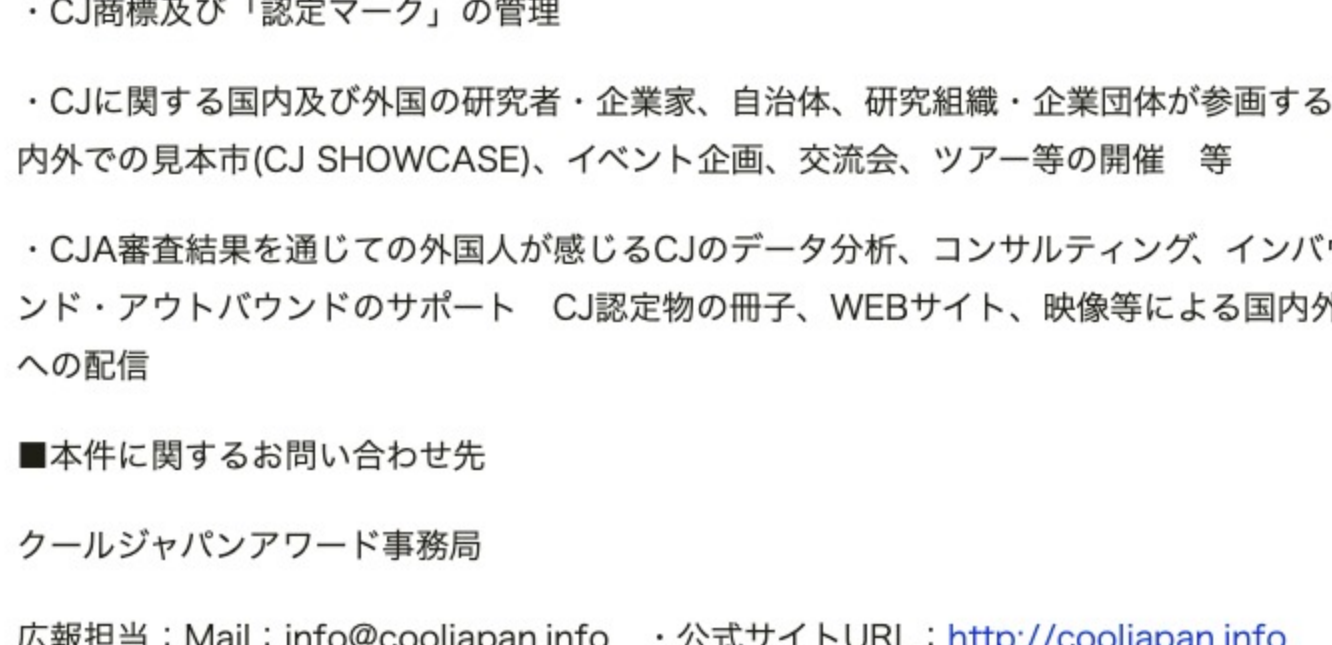 ・CJ商標及び「認定マーク」の管理
・CJに関する国内及び外国の研究者・企業家、自治体、研究組織・企業団体が参画する
内外での見本市(CJ SHOWCASE)、イベント企画、交流会、ツアー等の開催　等
・CJA審査結果を通じての外国人が感じるCJのデータ分析、コンサルティング、インバウ
ンド・アウトバウンドのサポート　CJ認定物の冊子、WEBサイト、映像等による国内外
への配信
■本件に関するお問い合わせ先
クールジャパンアワード事務局
広報担当：Mail：info@cooljapan.info　・公式サイトURL：http://cooljapan.info